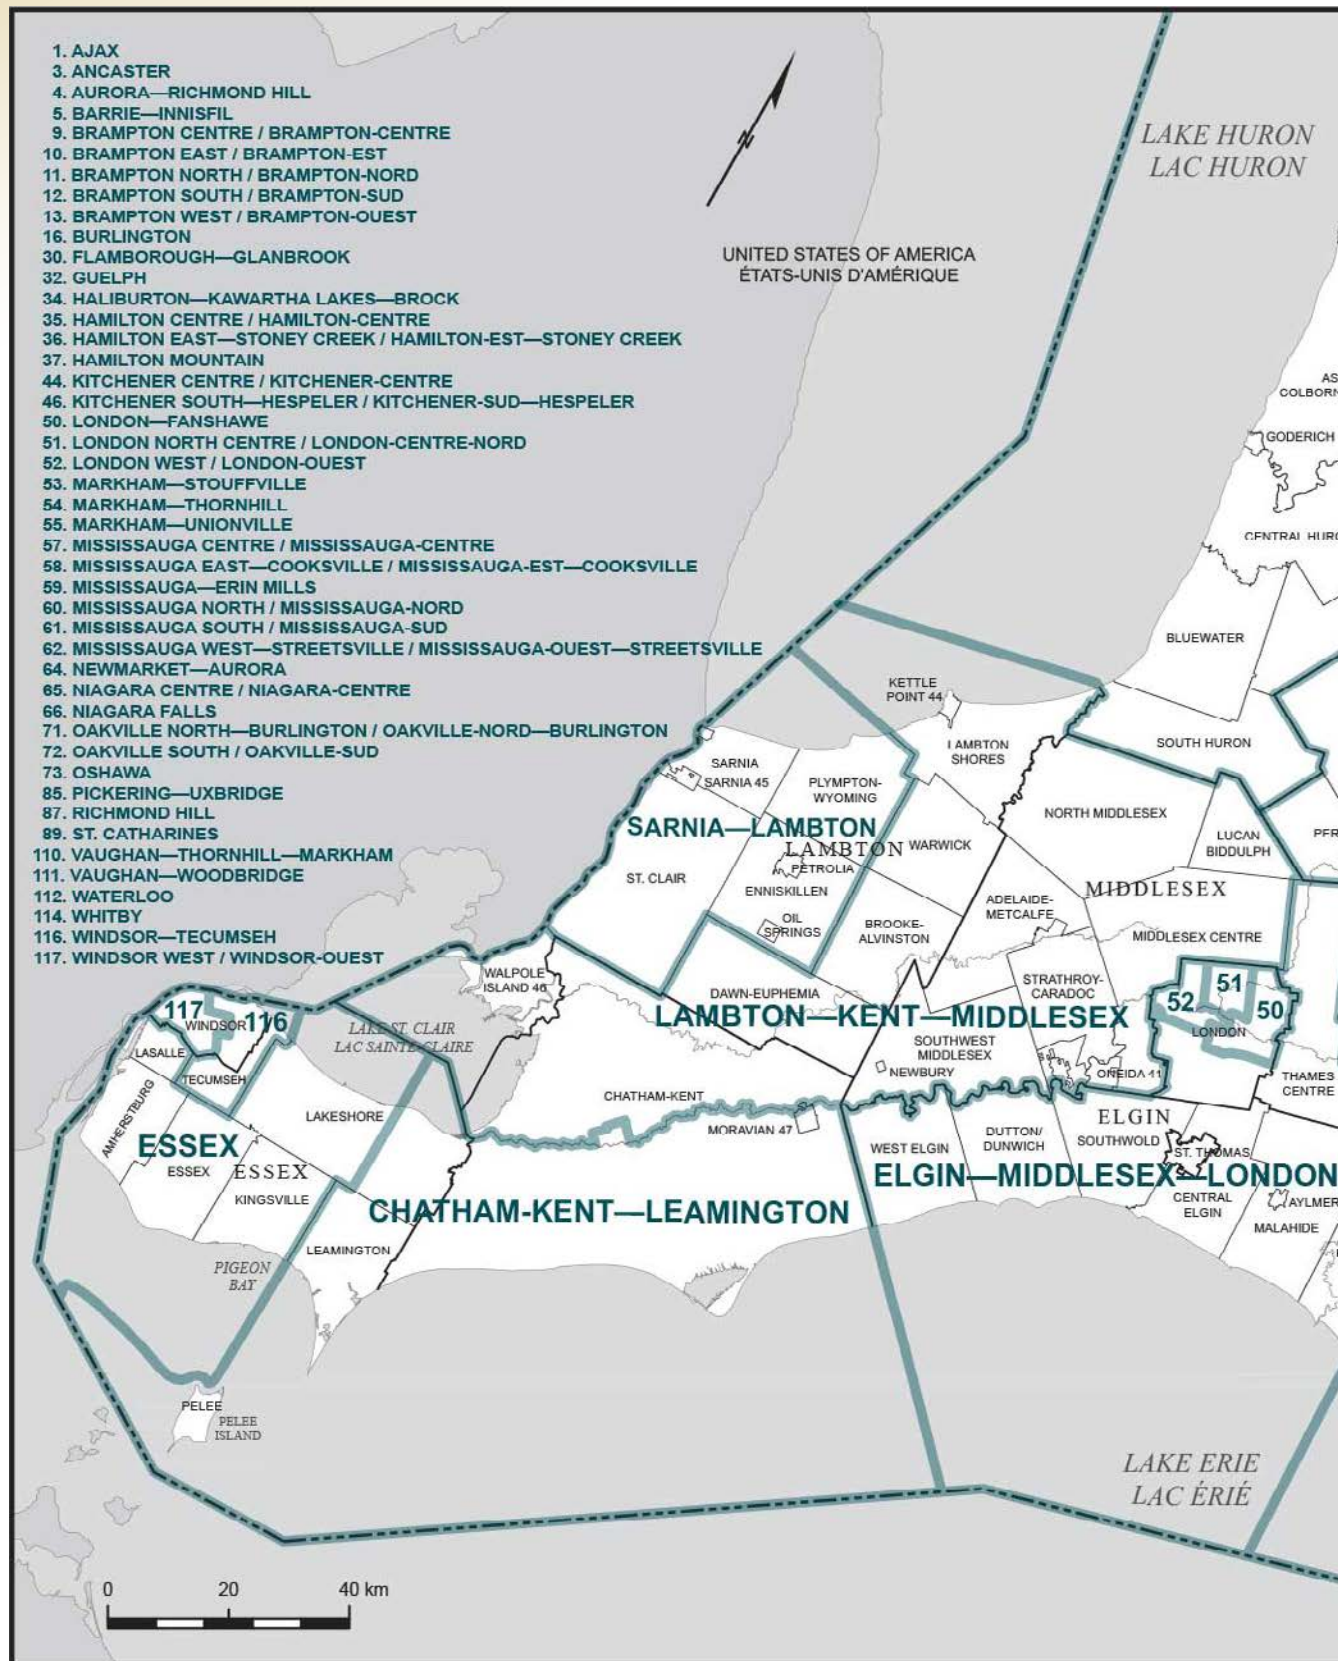 1. AJAX
3. ANCASTER
4. AURORA—RICHMOND HILL
5. BARRIE—INNISFIL
9. BRAMPTON CENTRE / BRAMPTON-CENTRE
10. BRAMPTON EAST / BRAMPTON-EST
11. BRAMPTON NORTH / BRAMPTON-NORD
12. BRAMPTON SOUTH / BRAMPTON-SUD
13. BRAMPTON WEST / BRAMPTON-OUEST
16. BURLINGTON
30. FLAMBOROUGH—GLANBROOK
32. GUELPH
34. HALIBURTON—KAWARTHA LAKES—BROCK
35. HAMILTON CENTRE / HAMILTON-CENTRE
36. HAMILTON EAST—STONEY CREEK / HAMILTON-EST—STONEY CREEK
37. HAMILTON MOUNTAIN
44. KITCHENER CENTRE / KITCHENER-CENTRE
46. KITCHENER SOUTH—HESPELER / KITCHENER-SUD—HESPELER
50. LONDON—FANSHAWE
51. LONDON NORTH CENTRE / LONDON-CENTRE-NORD
52. LONDON WEST / LONDON-OUEST
53. MARKHAM—STOUFFVILLE
54. MARKHAM—THORNHILL
55. MARKHAM—UNIONVILLE
57. MISSISSAUGA CENTRE / MISSISSAUGA-CENTRE
58. MISSISSAUGA EAST—COOKSVILLE / MISSISSAUGA-EST—COOKSVILLE
59. MISSISSAUGA—ERIN MILLS
60. MISSISSAUGA NORTH / MISSISSAUGA-NORD
61. MISSISSAUGA SOUTH / MISSISSAUGA-SUD
62. MISSISSAUGA WEST—STREETSVILLE / MISSISSAUGA-OUEST—STREETSVILLE
64. NEWMARKET—AURORA
65. NIAGARA CENTRE / NIAGARA-CENTRE
66. NIAGARA FALLS
71. OAKVILLE NORTH—BURLINGTON / OAKVILLE-NORD—BURLINGTON
72. OAKVILLE SOUTH / OAKVILLE-SUD
73. OSHAWA
85. PICKERING—UXBRIDGE
87. RICHMOND HILL
89. ST. CATHARINES
110. VAUGHAN—THORNHILL—MARKHAM
111. VAUGHAN—WOODBRIDGE
112. WATERLOO
114. WHITBY
116. WINDSOR—TECUMSEH
117. WINDSOR WEST / WINDSOR-OUEST
N
LAKE HURON
LAC HURON
UNITED STATES OF AMERICA
ÉTATS-UNIS D'AMÉRIQUE
AS
COLBORN
GODERICH
CENTRAL HURO
BLUEWATER
KETTLE
POINT 44
LAMBTON
SHORES
SOUTH HURON
SARNIA
SARNIA 45
PLYMPTON-
WYOMING
NORTH MIDDLESEX
SARNIA—LAMBTON
LAMBTON
WARWICK
LUCAN
BIDDULPH
PER
PETROLIA
ST. CLAIR
ENNISKILLEN
MIDDLESEX
OIL
SPRINGS
BROOKE-
ALVINSTON
ADELAIDE-
METCALFE
MIDDLESEX CENTRE
WALPOLE
ISLAND 46
DAWN-EUPHEMIA
STRATHROY-
CARADOC
51
52
50
LONDON
LAMBTON—KENT—MIDDLESEX
117
116
WINDSOR
LAKE ST. CLAIR
LAC SAINTE-CLAIRE
LASALLE
TECUMSEH
SOUTHWEST
MIDDLESEX
NEWBURY
ONEIDA 41
THAMES
CENTRE
AMHERSTBURG
LAKESHORE
CHATHAM-KENT
MORAVIAN 47
ELGIN
ESSEX
ESSEX
ESSEX
KINGSVILLE
WEST ELGIN
DUTTON/
DUNWICH
SOUTHWOLD
ST. THOMAS
ELGIN—MIDDLESEX—LONDON
CHATHAM-KENT—LEAMINGTON
CENTRAL
ELGIN
AYLMER
MALAHIDE
LEAMINGTON
PIGEON
BAY
PELEE
PELEE
ISLAND
LAKE ERIE
LAC ÉRIÉ
0 20 40 km